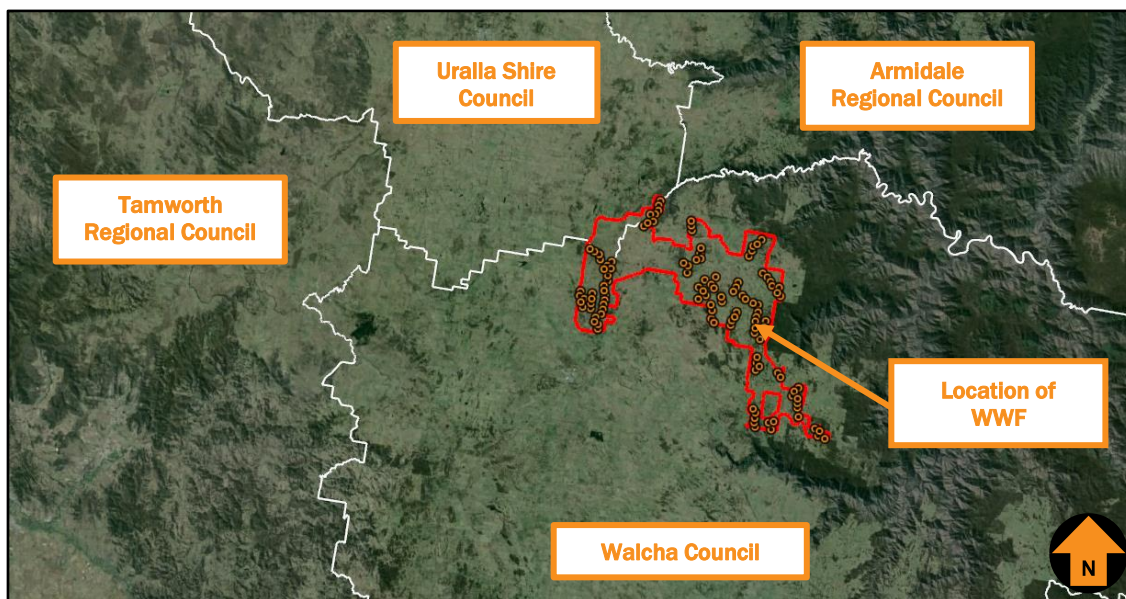 Uralla Shire
Council
Armidale
Regional Council
Tamworth
Regional Council
Location of
WWF
Walcha Council
N